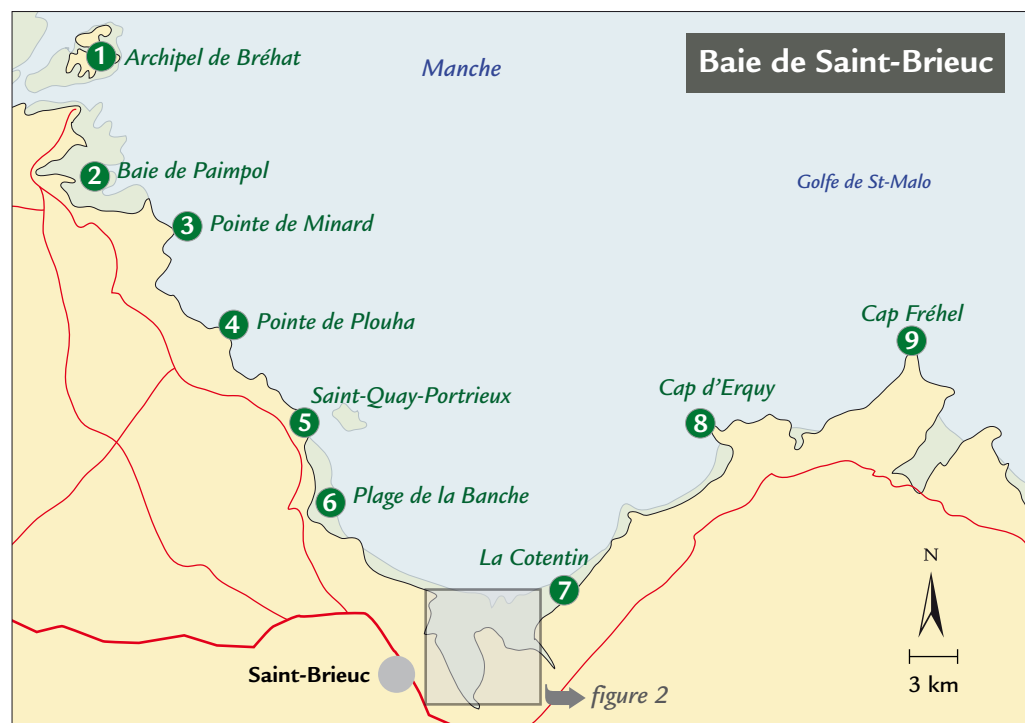 1 Archipel de Bréhat
Manche
Baie de Saint-Brieuc
2 Baie de Paimpol
Golfe de St-Malo
3 Pointe de Minard
4 Pointe de Plouha
Cap Fréhel
9
Saint-Quay-Portrieux
5
Cap d'Erquy
8
6 Plage de la Banche
La Cotentin
7
N
3 km
Saint-Brieuc
figure 2